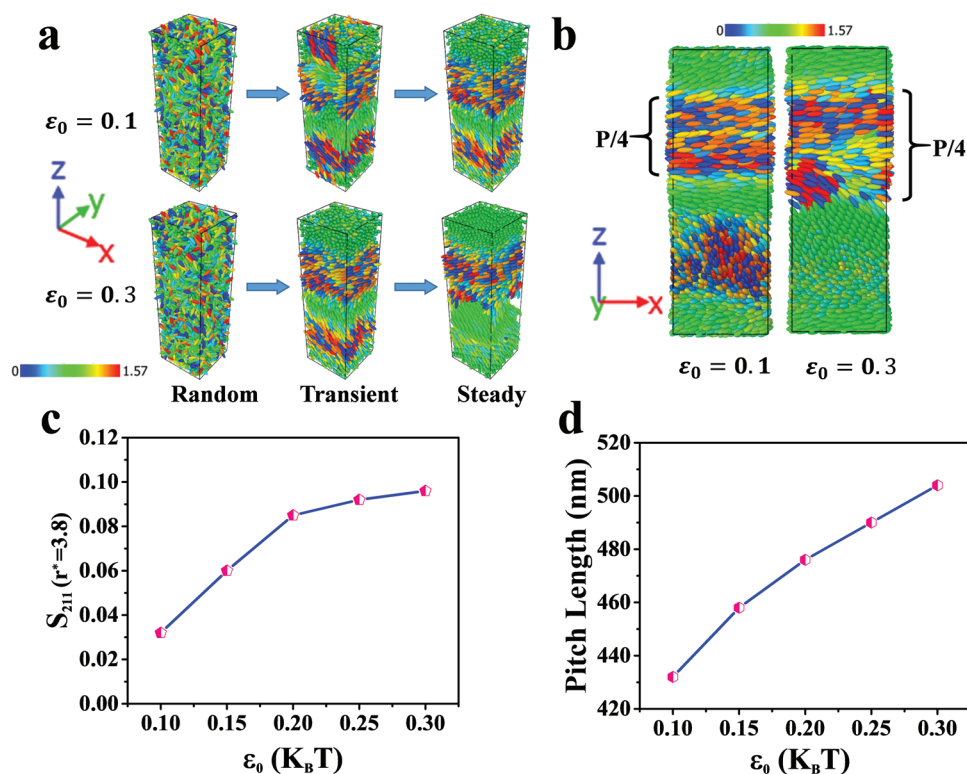 a
ε₀ = 0.1
z
y
x
ε₀ = 0.3
0 1.57
Random Transient Steady
b
0 1.57
P/4
P/4
z
y x
ε₀ = 0.1 ε₀ = 0.3
c
S₂₁₁ (r*=3.8)
0.12
0.10
0.08
0.06
0.04
0.02
0.00
0.10 0.15 0.20 0.25 0.30
ε₀ (K_BT)
d
Pitch Length (nm)
520
500
480
460
440
420
0.10 0.15 0.20 0.25 0.30
ε₀ (K_BT)